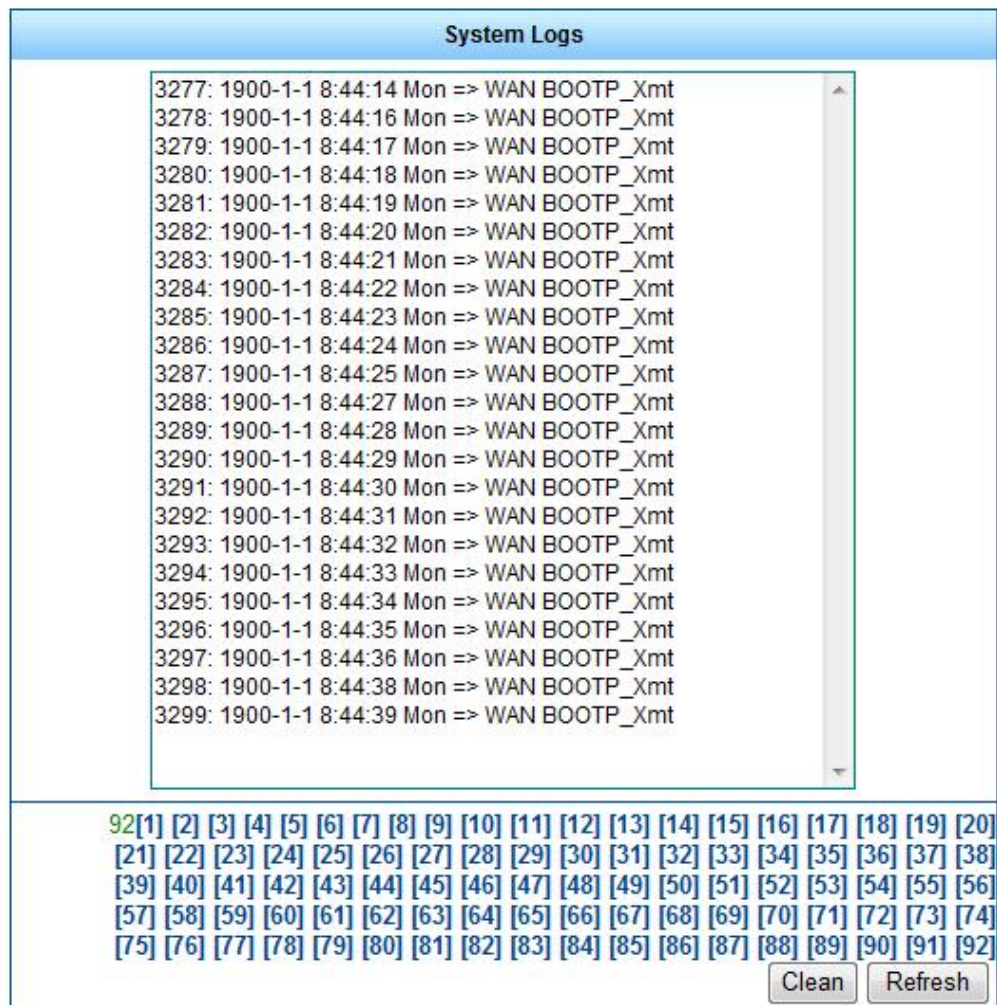 System Logs
3277: 1900-1-1 8:44:14 Mon => WAN BOOTP_Xmt
3278: 1900-1-1 8:44:16 Mon => WAN BOOTP_Xmt
3279: 1900-1-1 8:44:17 Mon => WAN BOOTP_Xmt
3280: 1900-1-1 8:44:18 Mon => WAN BOOTP_Xmt
3281: 1900-1-1 8:44:19 Mon => WAN BOOTP_Xmt
3282: 1900-1-1 8:44:20 Mon => WAN BOOTP_Xmt
3283: 1900-1-1 8:44:21 Mon => WAN BOOTP_Xmt
3284: 1900-1-1 8:44:22 Mon => WAN BOOTP_Xmt
3285: 1900-1-1 8:44:23 Mon => WAN BOOTP_Xmt
3286: 1900-1-1 8:44:24 Mon => WAN BOOTP_Xmt
3287: 1900-1-1 8:44:25 Mon => WAN BOOTP_Xmt
3288: 1900-1-1 8:44:27 Mon => WAN BOOTP_Xmt
3289: 1900-1-1 8:44:28 Mon => WAN BOOTP_Xmt
3290: 1900-1-1 8:44:29 Mon => WAN BOOTP_Xmt
3291: 1900-1-1 8:44:30 Mon => WAN BOOTP_Xmt
3292: 1900-1-1 8:44:31 Mon => WAN BOOTP_Xmt
3293: 1900-1-1 8:44:32 Mon => WAN BOOTP_Xmt
3294: 1900-1-1 8:44:33 Mon => WAN BOOTP_Xmt
3295: 1900-1-1 8:44:34 Mon => WAN BOOTP_Xmt
3296: 1900-1-1 8:44:35 Mon => WAN BOOTP_Xmt
3297: 1900-1-1 8:44:36 Mon => WAN BOOTP_Xmt
3298: 1900-1-1 8:44:38 Mon => WAN BOOTP_Xmt
3299: 1900-1-1 8:44:39 Mon => WAN BOOTP_Xmt
92[1] [2] [3] [4] [5] [6] [7] [8] [9] [10] [11] [12] [13] [14] [15] [16] [17] [18] [19] [20]
[21] [22] [23] [24] [25] [26] [27] [28] [29] [30] [31] [32] [33] [34] [35] [36] [37] [38]
[39] [40] [41] [42] [43] [44] [45] [46] [47] [48] [49] [50] [51] [52] [53] [54] [55] [56]
[57] [58] [59] [60] [61] [62] [63] [64] [65] [66] [67] [68] [69] [70] [71] [72] [73] [74]
[75] [76] [77] [78] [79] [80] [81] [82] [83] [84] [85] [86] [87] [88] [89] [90] [91] [92]
Clean Refresh